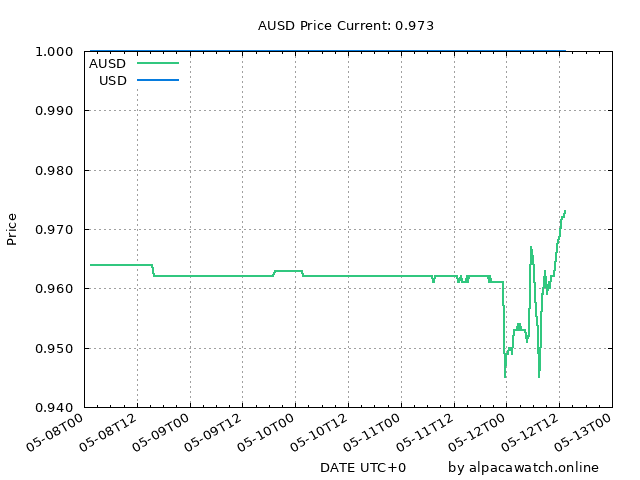 AUSD Price Current: 0.973
1.000
AUSD
USD
0.990
0.980
0.970
Price
0.960
0.950
0.940
05-08T00 05-08T12 05-09T00 05-09T12 05-10T00 05-10T12 05-11T00 05-11T12 05-12T00 05-12T12 05-13T00
DATE UTC+0 by alpacawatch.online